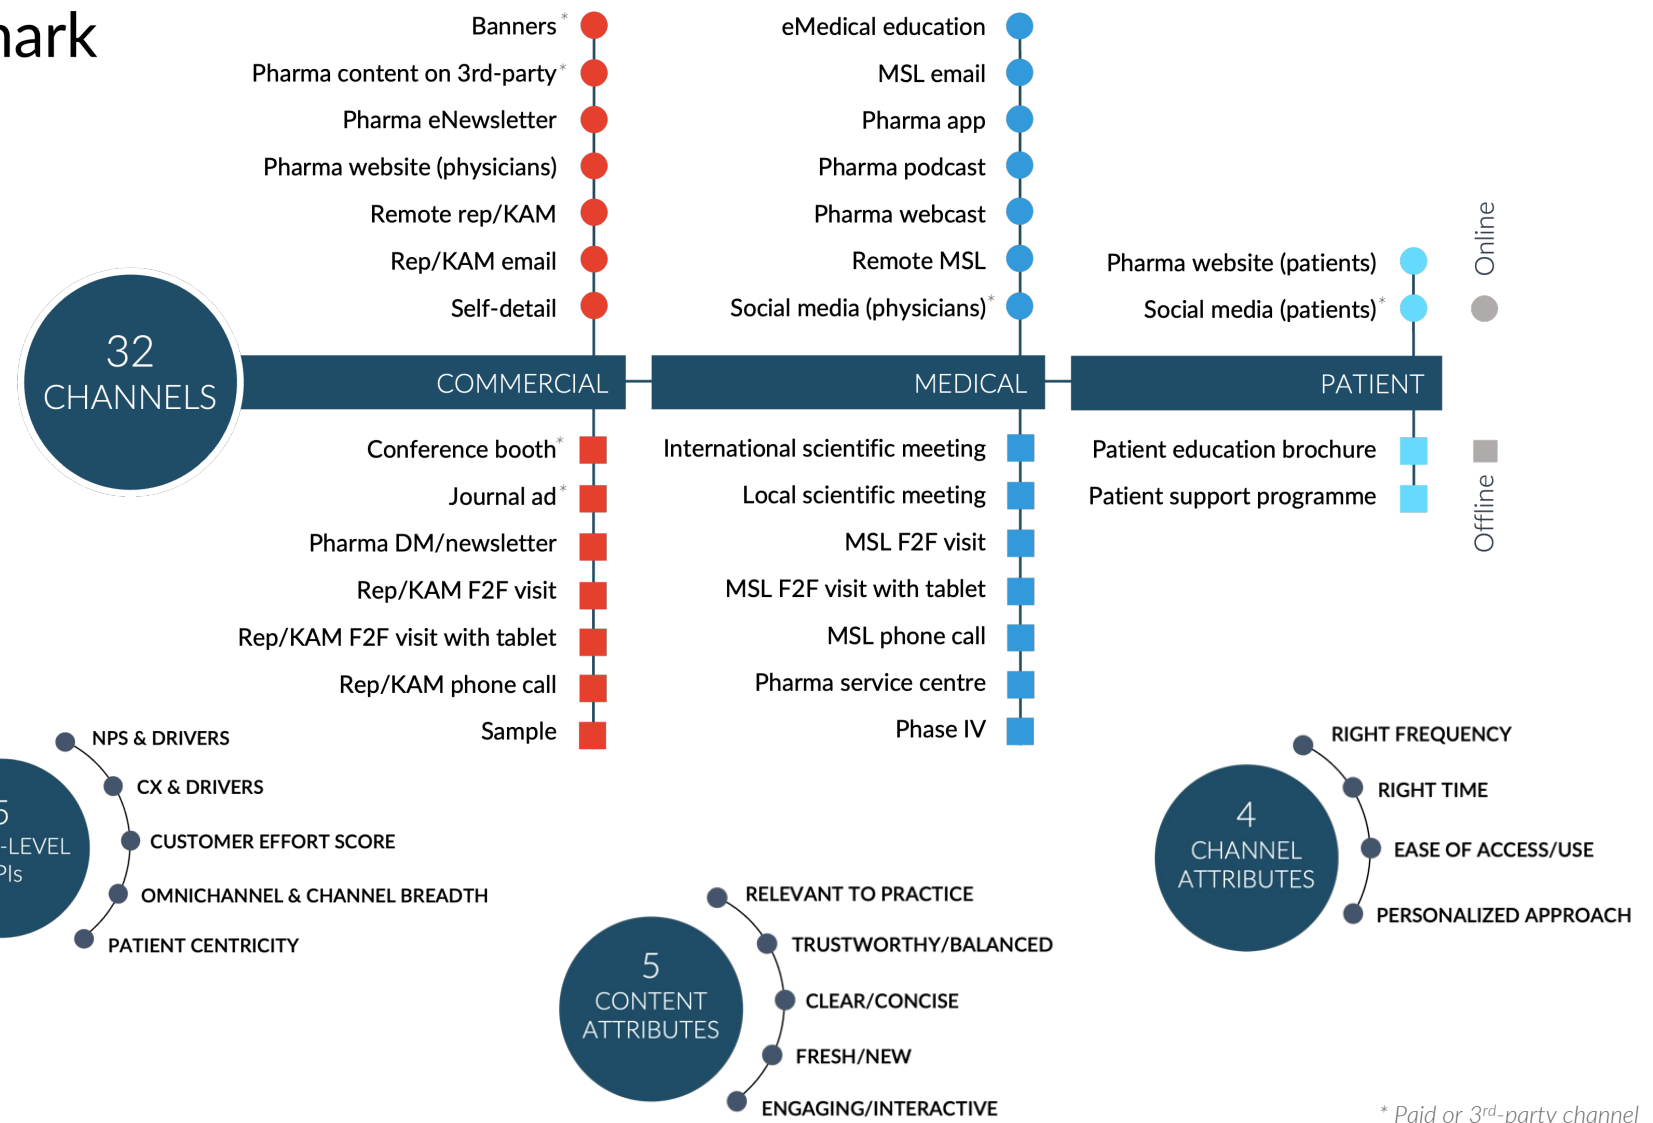 Banners *
Pharma content on 3rd-party *
Pharma eNewsletter
Pharma website (physicians)
Remote rep/KAM
Rep/KAM email
Self-detail
eMedical education
MSL email
Pharma app
Pharma podcast
Pharma webcast
Remote MSL
Social media (physicians) *
Pharma website (patients)
Social media (patients) *
Online
32
CHANNELS
COMMERCIAL
MEDICAL
PATIENT
Conference booth *
Journal ad *
Pharma DM/newsletter
Rep/KAM F2F visit
Rep/KAM F2F visit with tablet
Rep/KAM phone call
Sample
International scientific meeting
Local scientific meeting
MSL F2F visit
MSL F2F visit with tablet
MSL phone call
Pharma service centre
Phase IV
Patient education brochure
Patient support programme
Offline
5
-LEVEL
NPS & DRIVERS
CX & DRIVERS
CUSTOMER EFFORT SCORE
OMNICHANNEL & CHANNEL BREADTH
PATIENT CENTRICITY
5
CONTENT
ATTRIBUTES
RELEVANT TO PRACTICE
TRUSTWORTHY/BALANCED
CLEAR/CONCISE
FRESH/NEW
ENGAGING/INTERACTIVE
4
CHANNEL
ATTRIBUTES
RIGHT FREQUENCY
RIGHT TIME
EASE OF ACCESS/USE
PERSONALIZED APPROACH
* Paid or 3rd-party channel